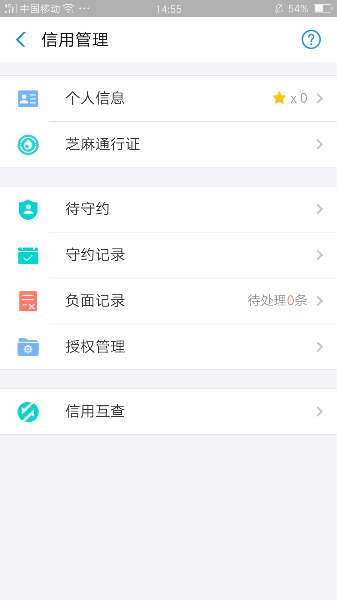 中国移动 14:55 54%
信用管理
个人信息 x 0
芝麻通行证
待守约
守约记录
负面记录 待处理0条
授权管理
信用互查